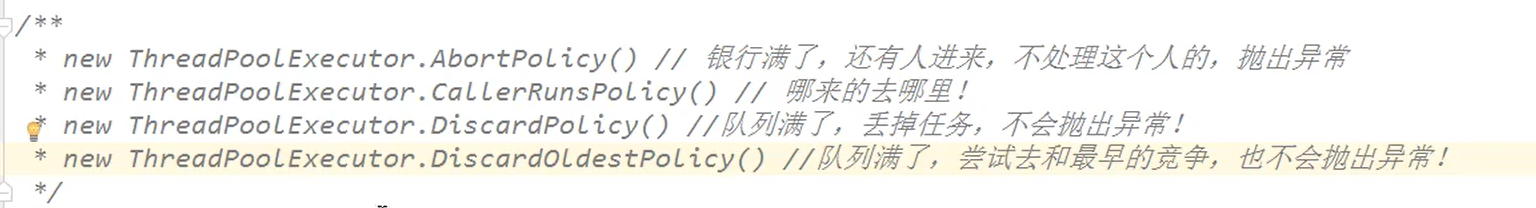 /**
* new ThreadPoolExecutor.AbortPolicy() // 银行满了，还有人进来，不处理这个人的，抛出异常
* new ThreadPoolExecutor.CallerRunsPolicy() // 哪来的去哪里！
* new ThreadPoolExecutor.DiscardPolicy() //队列满了，丢掉任务，不会抛出异常！
* new ThreadPoolExecutor.DiscardOldestPolicy() //队列满了，尝试去和最早的竞争，也不会抛出异常！
*/